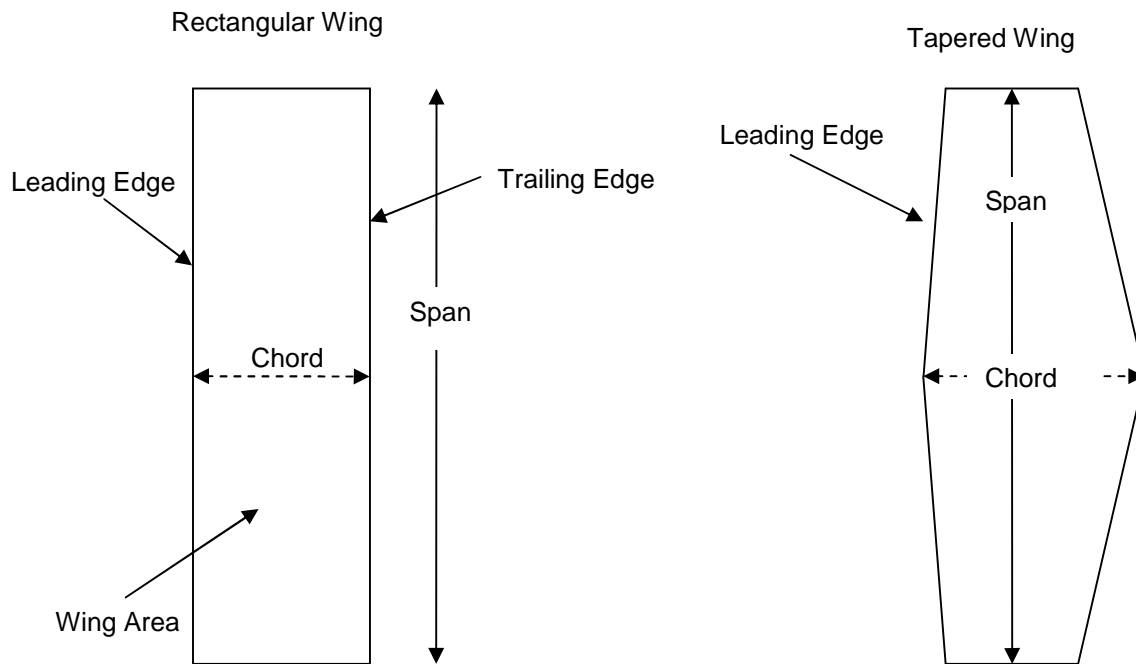 Rectangular Wing
Tapered Wing
Leading Edge
Trailing Edge
Leading Edge
Span
Span
Chord
Chord
Wing Area